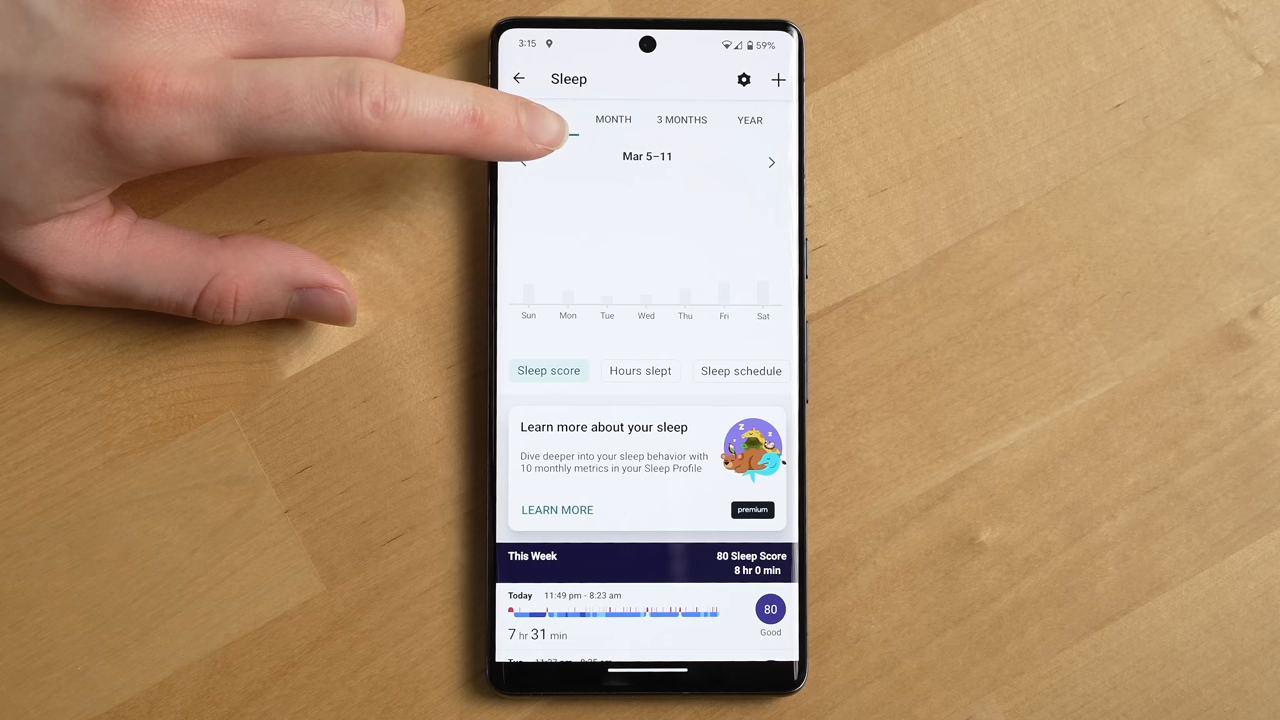 3:15 59%
Sleep
MONTH 3 MONTHS YEAR
Mar 5–11
Sun Mon Tue Wed Thu Fri Sat
Sleep score Hours slept Sleep schedule
Learn more about your sleep
Dive deeper into your sleep behavior with
10 monthly metrics in your Sleep Profile
LEARN MORE premium
This Week 80 Sleep Score
8 hr 0 min
Today 11:49 pm - 8:23 am
80
Good
7 hr 31 min